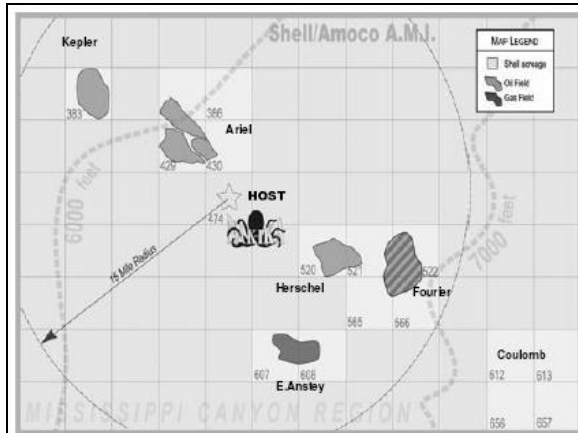 Shell/Amoco A.M.I.
MAP LEGEND
Shell acreage
Oil Field
Gas Field
Kepler
383
386
Ariel
429
430
6000 feet
HOST
474
NAKIKA
7000 feet
15 Mile Radius
520
521
522
Herschel
Fourier
565
566
Coulomb
607
608
612
613
E.Anstey
MISSISSIPPI CANYON REGION
656
657